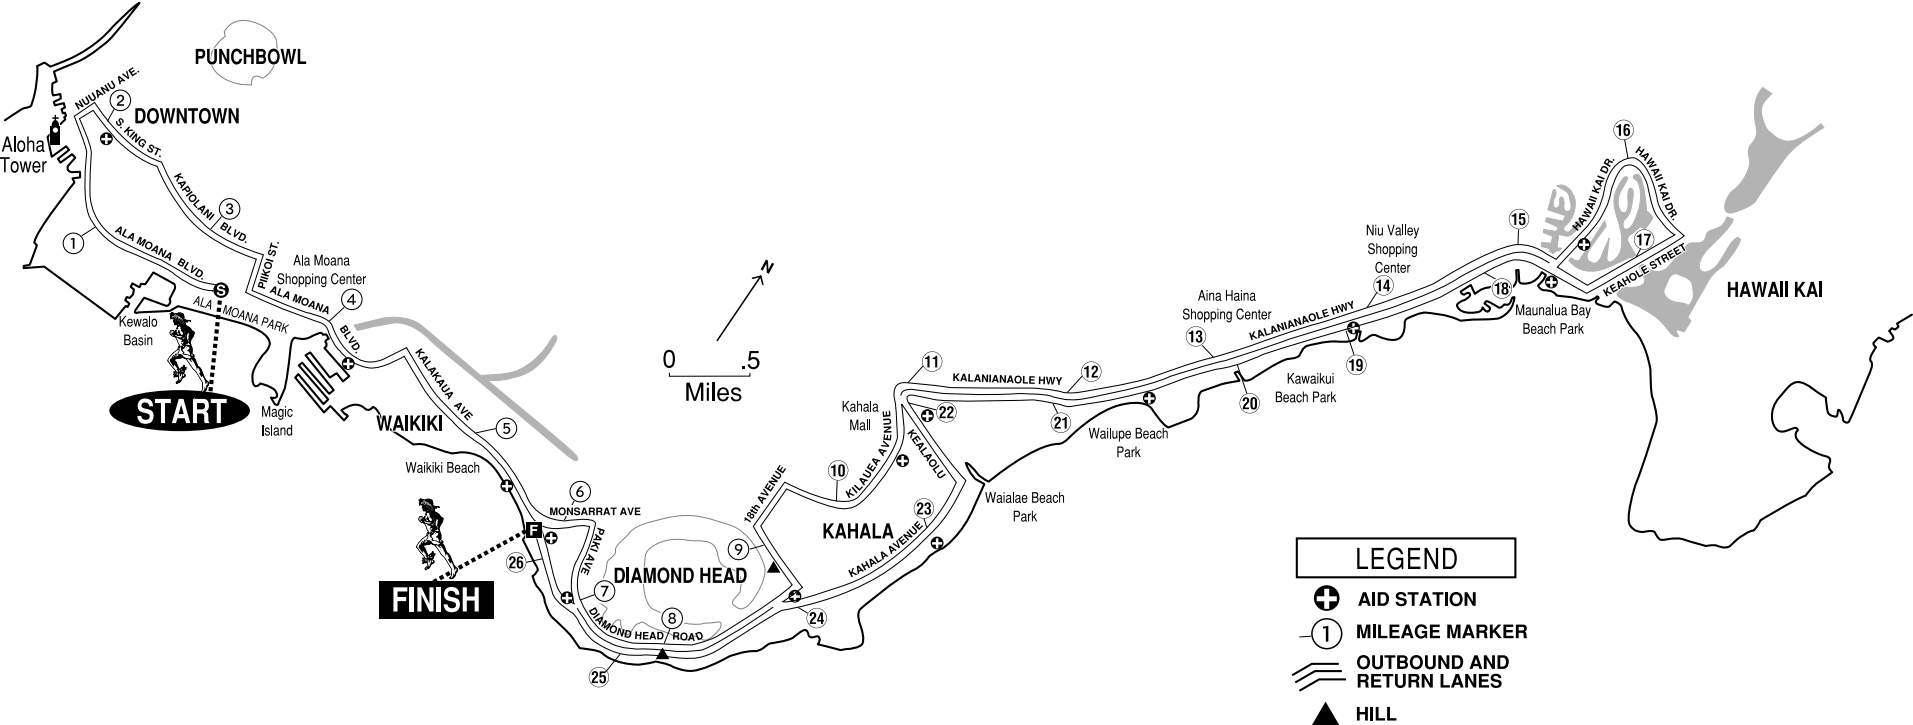 PUNCHBOWL
NUUANU AVE.
2
DOWNTOWN
S. KING ST.
Aloha
Tower
KAPIOLANI BLVD.
3
1
ALA MOANA BLVD.
PIIKOI ST.
Ala Moana
Shopping Center
S
ALA MOANA PARK
ALA MOANA BLVD.
4
Kewalo
Basin
START
Magic
Island
KALAKAUA AVE
WAIKIKI
5
Waikiki Beach
6
MONSARRAT AVE
F
PAKI AVE
26
FINISH
7
DIAMOND HEAD
8
DIAMOND HEAD ROAD
25
9
18th AVENUE
10
KILAUEA AVENUE
Kahala
Mall
11
22
KEALAOLU
KAHALA
23
KAHALA AVENUE
24
Waialae Beach
Park
N
0 .5
Miles
KALANIANAOLE HWY
12
21
Wailupe Beach
Park
13
Aina Haina
Shopping Center
20
Kawaikui
Beach Park
KALANIANAOLE HWY
19
14
Niu Valley
Shopping
Center
15
18
Maunalua Bay
Beach Park
HAWAII KAI DR.
16
HAWAII KAI DR.
17
KEAHOLE STREET
HAWAII KAI
LEGEND
AID STATION
1 MILEAGE MARKER
OUTBOUND AND
RETURN LANES
HILL